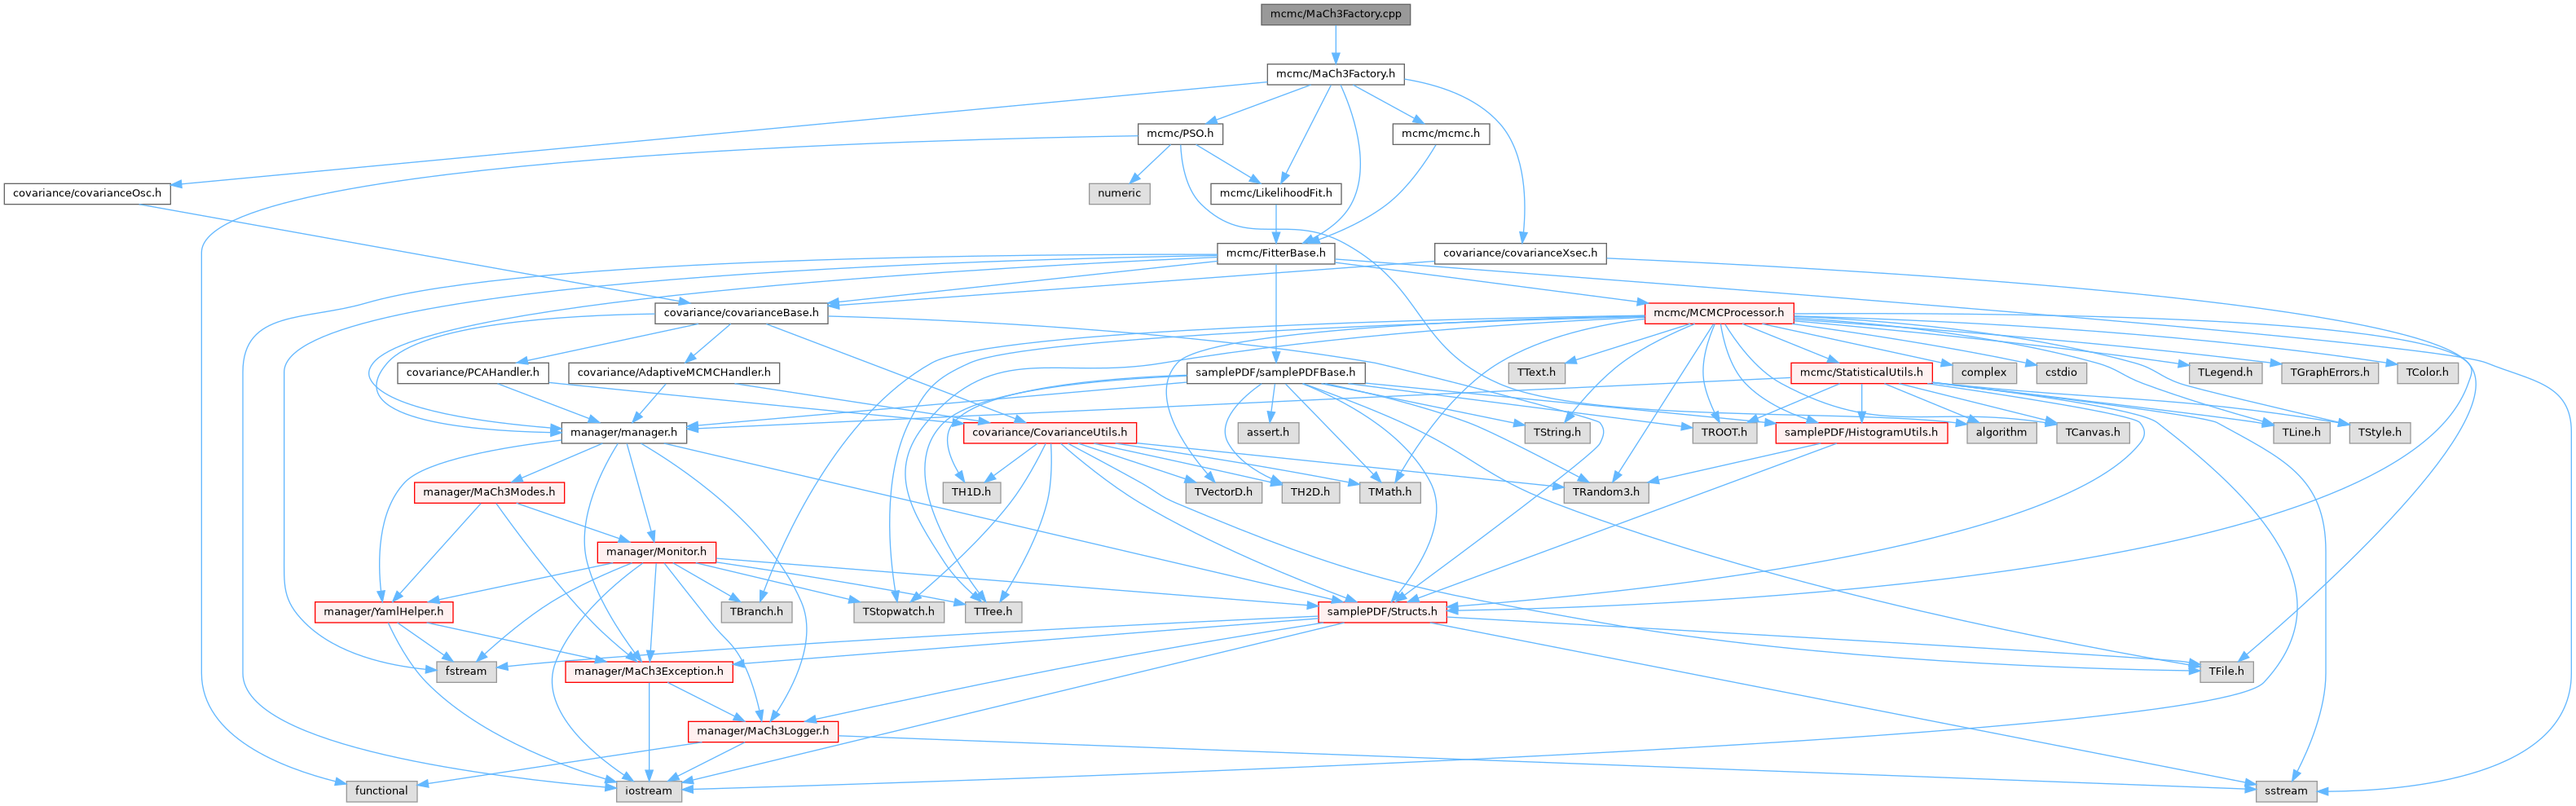 mcmc/MaCh3Factory.cpp
mcmc/MaCh3Factory.h
mcmc/PSO.h
mcmc/mcmc.h
covariance/covarianceOsc.h
numeric
mcmc/LikelihoodFit.h
mcmc/FitterBase.h
covariance/covarianceXsec.h
covariance/covarianceBase.h
mcmc/MCMCProcessor.h
covariance/PCAHandler.h
covariance/AdaptiveMCMCHandler.h
samplePDF/samplePDFBase.h
TText.h
mcmc/StatisticalUtils.h
complex
cstdio
TLegend.h
TGraphErrors.h
TColor.h
manager/manager.h
covariance/CovarianceUtils.h
assert.h
TString.h
TROOT.h
samplePDF/HistogramUtils.h
algorithm
TCanvas.h
TLine.h
TStyle.h
manager/MaCh3Modes.h
TH1D.h
TVectorD.h
TH2D.h
TMath.h
TRandom3.h
manager/Monitor.h
manager/YamlHelper.h
TBranch.h
TStopwatch.h
TTree.h
samplePDF/Structs.h
fstream
manager/MaCh3Exception.h
TFile.h
manager/MaCh3Logger.h
functional
iostream
sstream